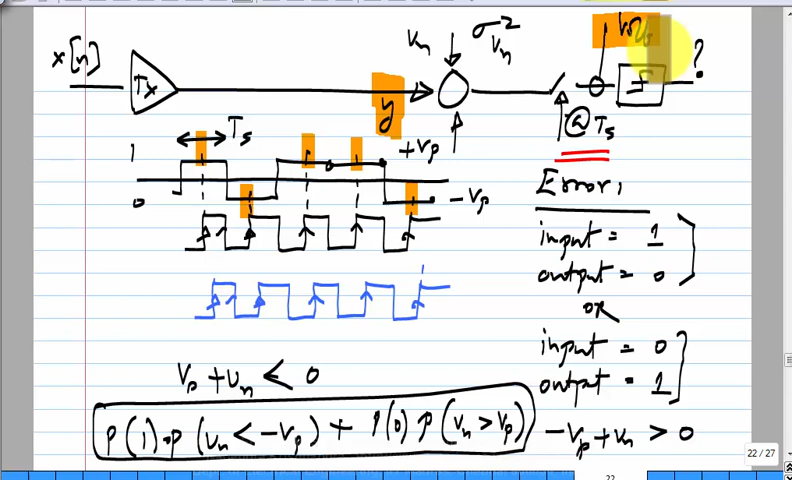 x[n]
Tx
y
Vn
σ²Vn
?
@ Ts
Ts
1
0
+Vp
-Vp
Error,
input = 1
output = 0
or
input = 0
output = 1
Vp + Vn < 0
P(1).P(Vn < -Vp) + P(0) P(Vn > Vp)
-Vp + Vn > 0
22 / 27
22